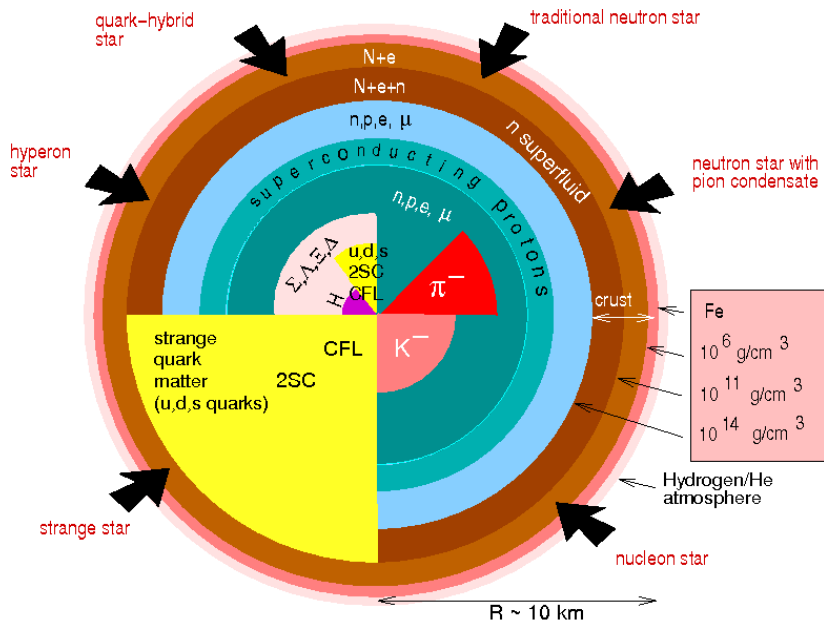 quark-hybrid
star
traditional neutron star
N+e
N+e+n
n,p,e, μ
n superfluid
hyperon
star
neutron star with
pion condensate
superconducting protons
n,p,e, μ
Σ,Λ,Ξ,Δ
u,d,s
2SC
CFL
H
π⁻
K⁻
crust
Fe
10⁶ g/cm³
10¹¹ g/cm³
10¹⁴ g/cm³
strange
quark
matter
(u,d,s quarks)
CFL
2SC
Hydrogen/He
atmosphere
strange star
nucleon star
R ~ 10 km